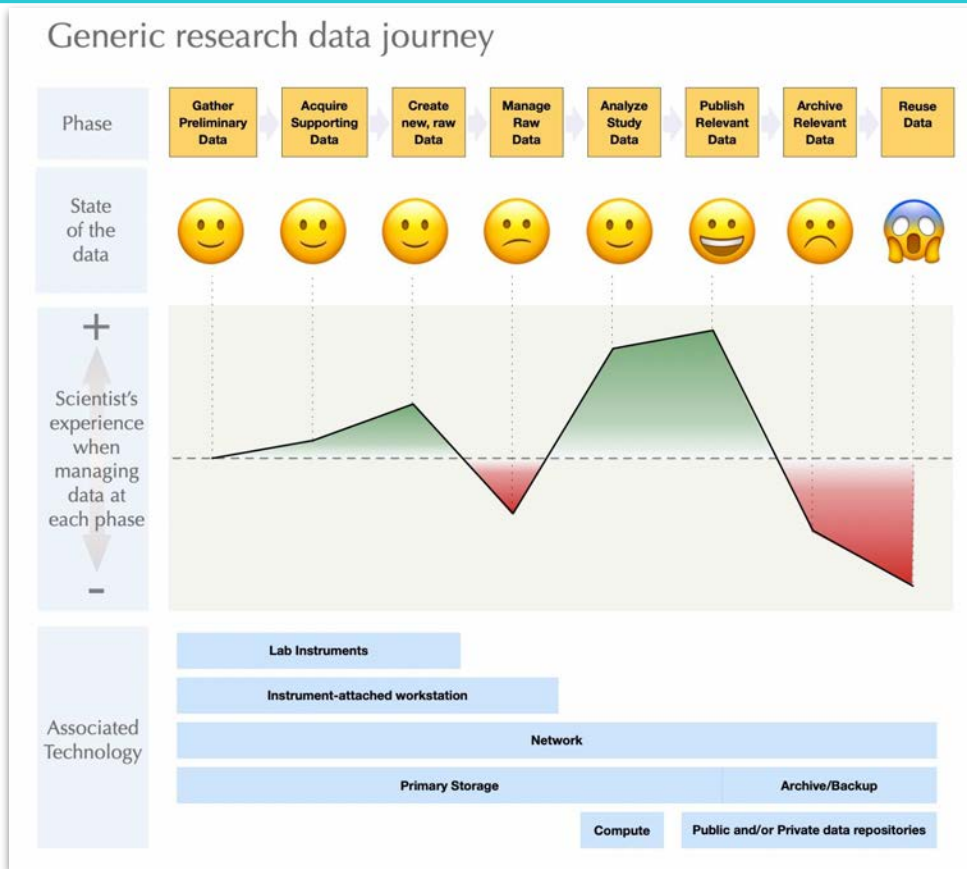 Generic research data journey
Phase
Gather
Preliminary
Data
Acquire
Supporting
Data
Create
new, raw
Data
Manage
Raw
Data
Analyze
Study
Data
Publish
Relevant
Data
Archive
Relevant
Data
Reuse
Data
State
of the
data
+
Scientist's
experience
when
managing
data at
each phase
-
Associated
Technology
Lab Instruments
Instrument-attached workstation
Network
Primary Storage
Archive/Backup
Compute
Public and/or Private data repositories